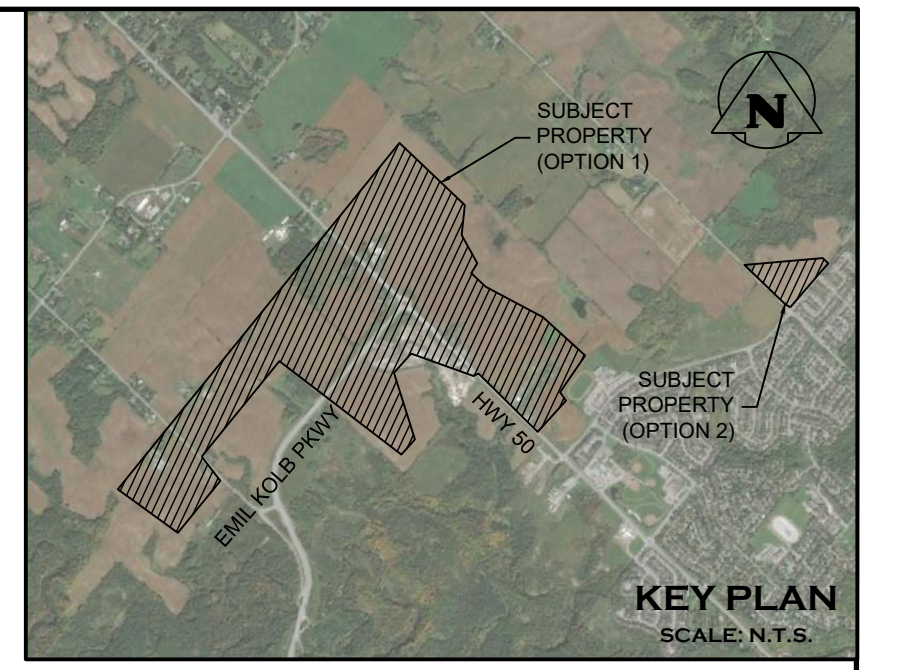 N
SUBJECT
PROPERTY
(OPTION 1)
SUBJECT
PROPERTY
(OPTION 2)
HWY 50
EMIL KOLB PKWY
KEY PLAN
SCALE: N.T.S.